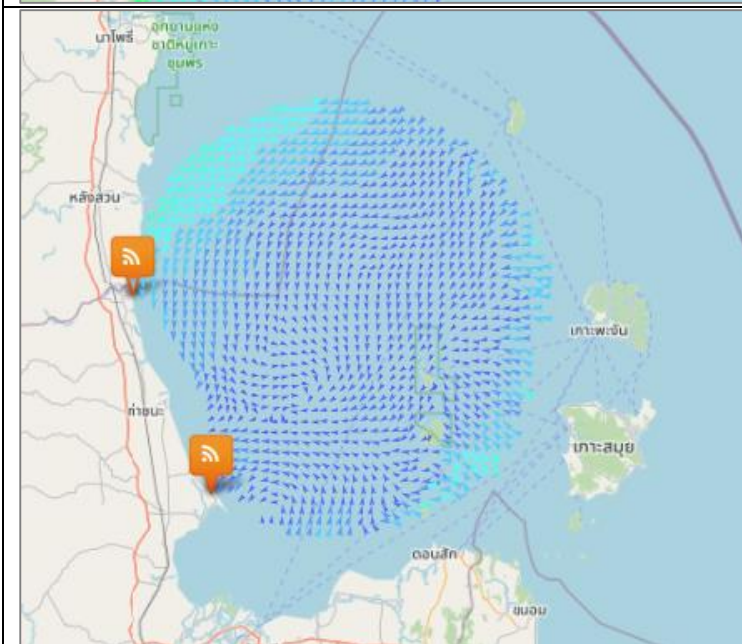 อุทยานแห่ง
ชาติหมู่เกาะ
ชุมพร
นาโพธิ์
หลังสวน
เกาะพะงัน
ท่าชนะ
เกาะสมุย
ดอนสัก
ขนอม